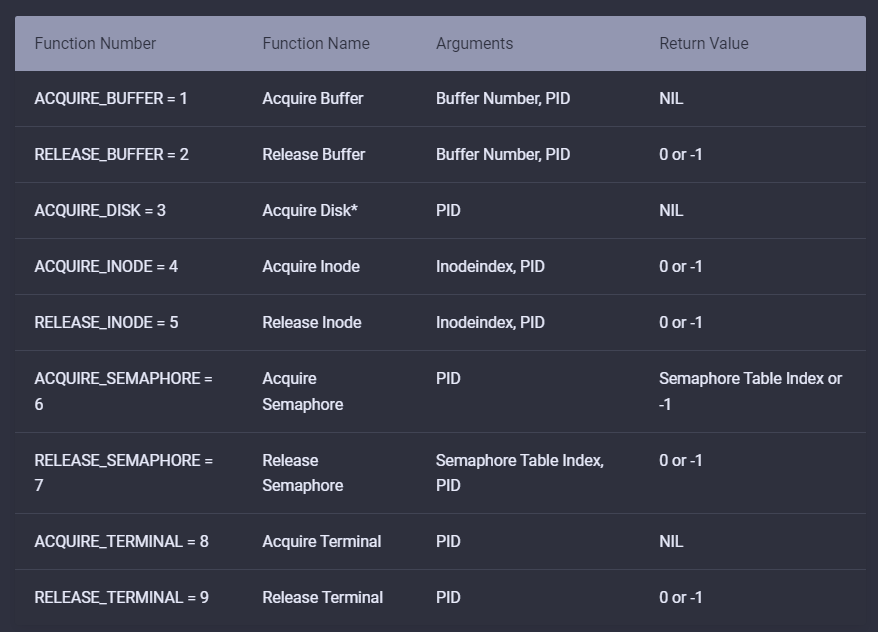 Function Number Function Name Arguments Return Value
ACQUIRE_BUFFER = 1 Acquire Buffer Buffer Number, PID NIL
RELEASE_BUFFER = 2 Release Buffer Buffer Number, PID 0 or -1
ACQUIRE_DISK = 3 Acquire Disk* PID NIL
ACQUIRE_INODE = 4 Acquire Inode Inodeindex, PID 0 or -1
RELEASE_INODE = 5 Release Inode Inodeindex, PID 0 or -1
ACQUIRE_SEMAPHORE = Acquire PID Semaphore Table Index or
6 Semaphore -1
RELEASE_SEMAPHORE = Release Semaphore Table Index, 0 or -1
7 Semaphore PID
ACQUIRE_TERMINAL = 8 Acquire Terminal PID NIL
RELEASE_TERMINAL = 9 Release Terminal PID 0 or -1